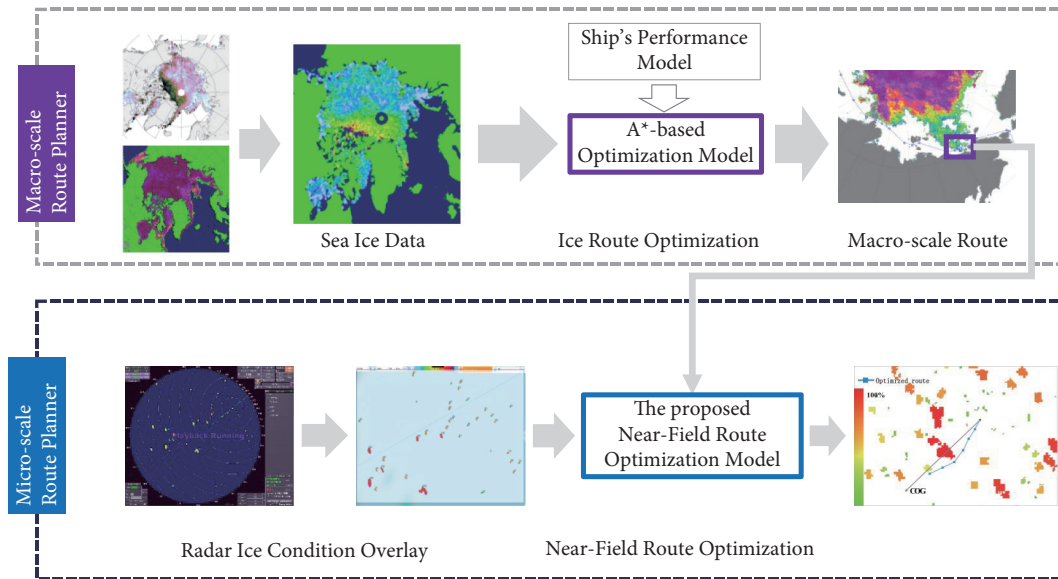 Macro-scale
Route Planner
Ship's Performance
Model
A*-based
Optimization Model
Sea Ice Data
Ice Route Optimization
Macro-scale Route
Micro-scale
Route Planner
Playback Running
The proposed
Near-Field Route
Optimization Model
Optimized route
100%
COG
Radar Ice Condition Overlay
Near-Field Route Optimization